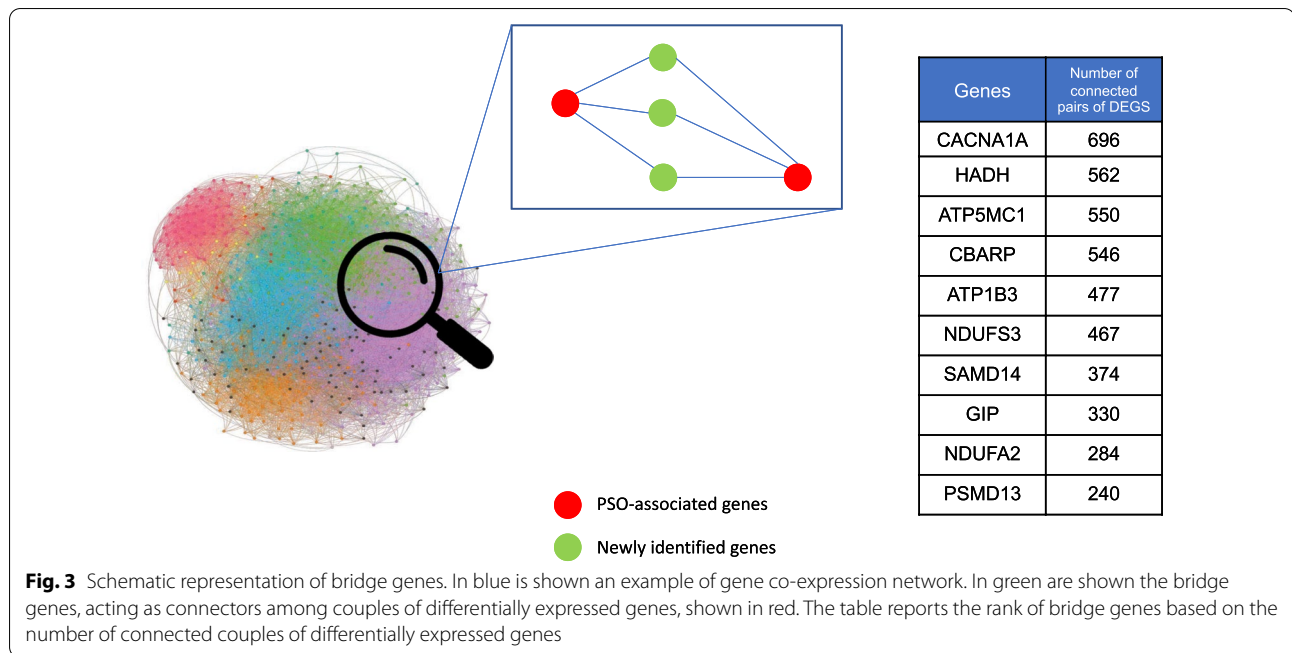 Genes
Number of
connected
pairs of DEGS
CACNA1A 696
HADH 562
ATP5MC1 550
CBARP 546
ATP1B3 477
NDUFS3 467
SAMD14 374
GIP 330
NDUFA2 284
PSMD13 240
PSO-associated genes
Newly identified genes
Fig. 3 Schematic representation of bridge genes. In blue is shown an example of gene co-expression network. In green are shown the bridge
genes, acting as connectors among couples of differentially expressed genes, shown in red. The table reports the rank of bridge genes based on the
number of connected couples of differentially expressed genes